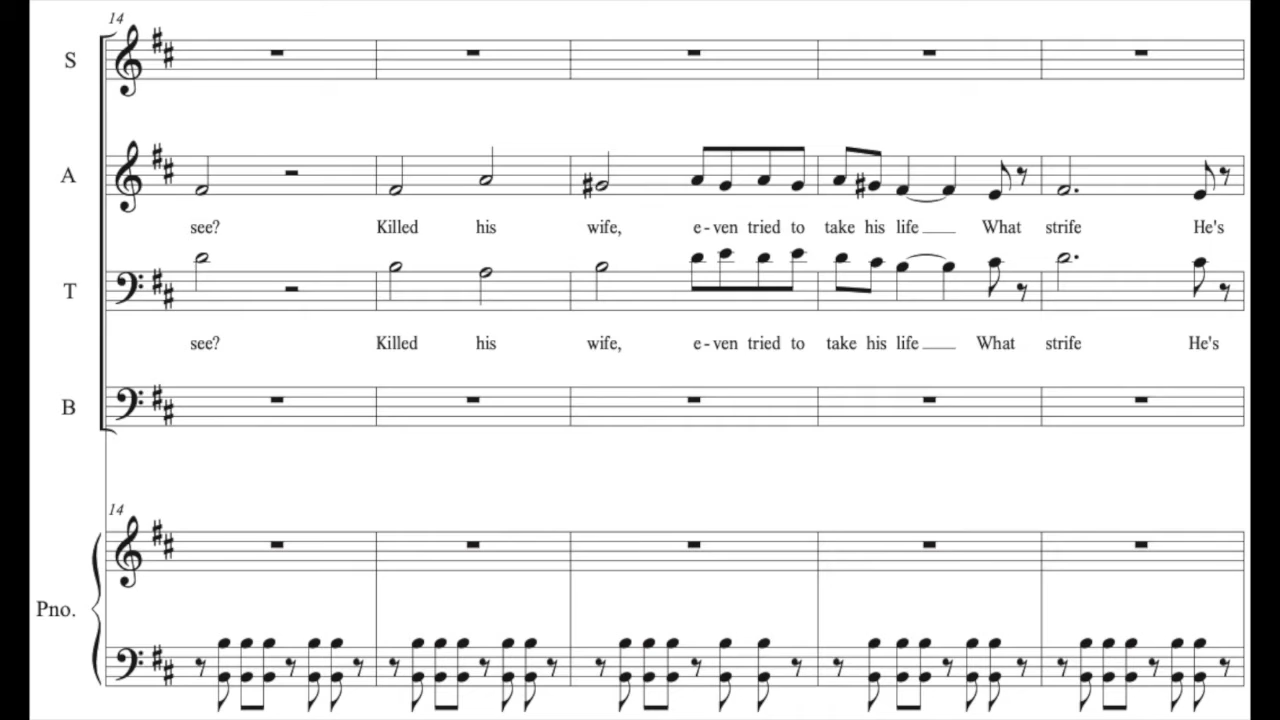 14
S
A
see? Killed his wife, e - ven tried to take his life What strife He's
T
see? Killed his wife, e - ven tried to take his life What strife He's
B
14
Pno.